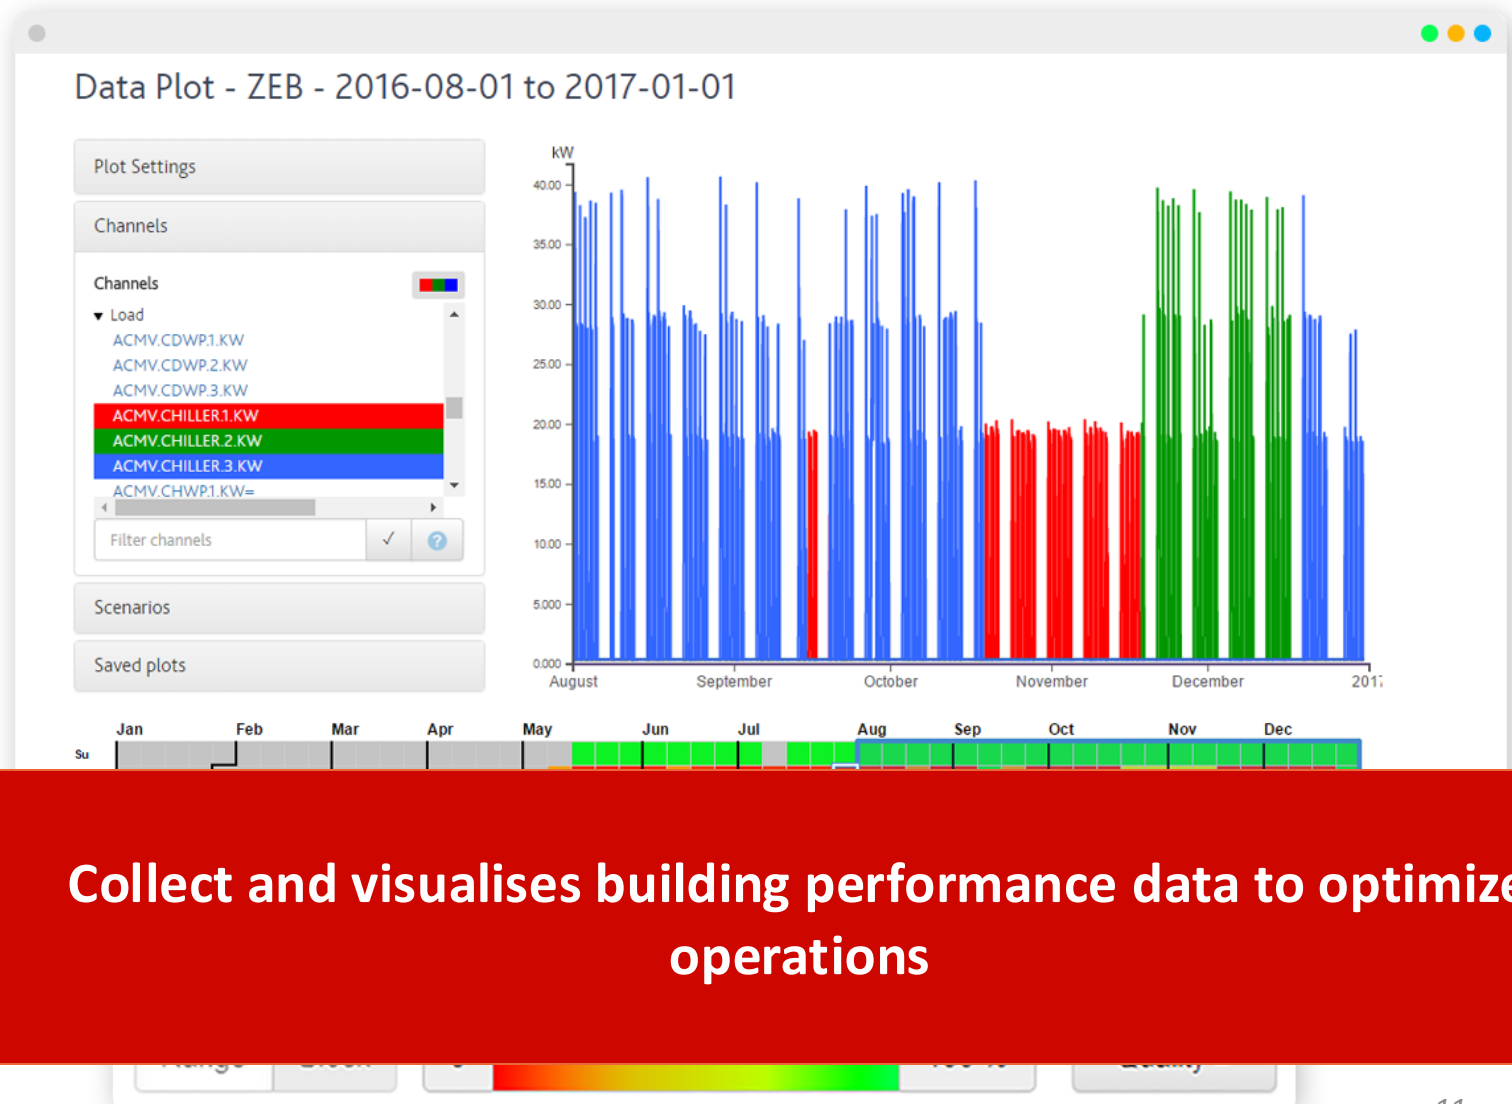 Data Plot - ZEB - 2016-08-01 to 2017-01-01
Plot Settings
Channels
Channels
Load
ACMV.CDWP.1.KW
ACMV.CDWP.2.KW
ACMV.CDWP.3.KW
ACMV.CHILLER.1.KW
ACMV.CHILLER.2.KW
ACMV.CHILLER.3.KW
ACMV.CHWP.1.KW=
Filter channels
Scenarios
Saved plots
kW
40.00
35.00
30.00
25.00
20.00
15.00
10.00
5.000
0.000
August September October November December 2017
Jan Feb Mar Apr May Jun Jul Aug Sep Oct Nov Dec
Su
Collect and visualises building performance data to optimize
operations
11